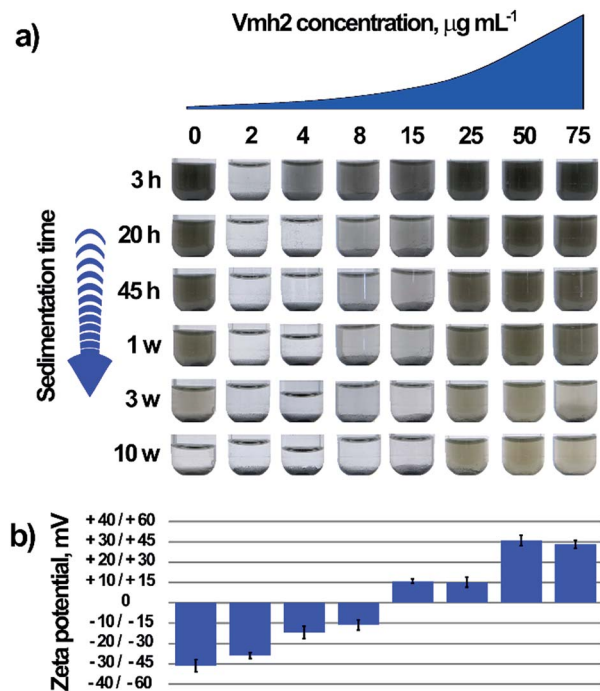 a)
Vmh2 concentration, μg mL⁻¹
0 2 4 8 15 25 50 75
Sedimentation time
3 h
20 h
45 h
1 w
3 w
10 w
b)
Zeta potential, mV
+40/+60
+30/+45
+20/+30
+10/+15
0
-10/-15
-20/-30
-30/-45
-40/-60